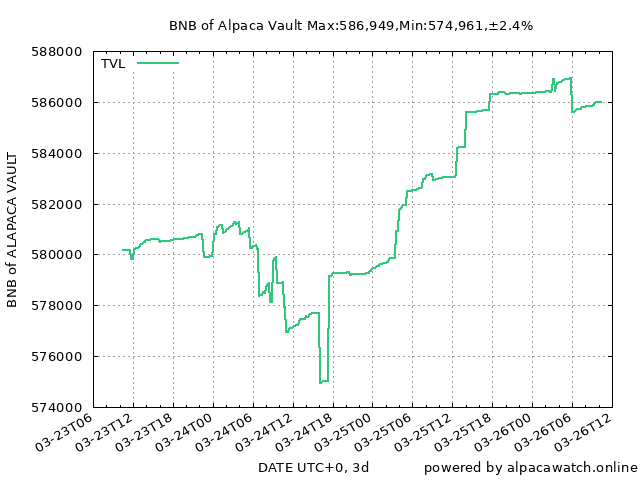 BNB of Alpaca Vault Max:586,949,Min:574,961,±2.4%
588000
TVL
586000
584000
582000
580000
578000
576000
574000
BNB of ALAPACA VAULT
03-23T06
03-23T12
03-23T18
03-24T00
03-24T06
03-24T12
03-24T18
03-25T00
03-25T06
03-25T12
03-25T18
03-26T00
03-26T06
03-26T12
DATE UTC+0, 3d
powered by alpacawatch.online